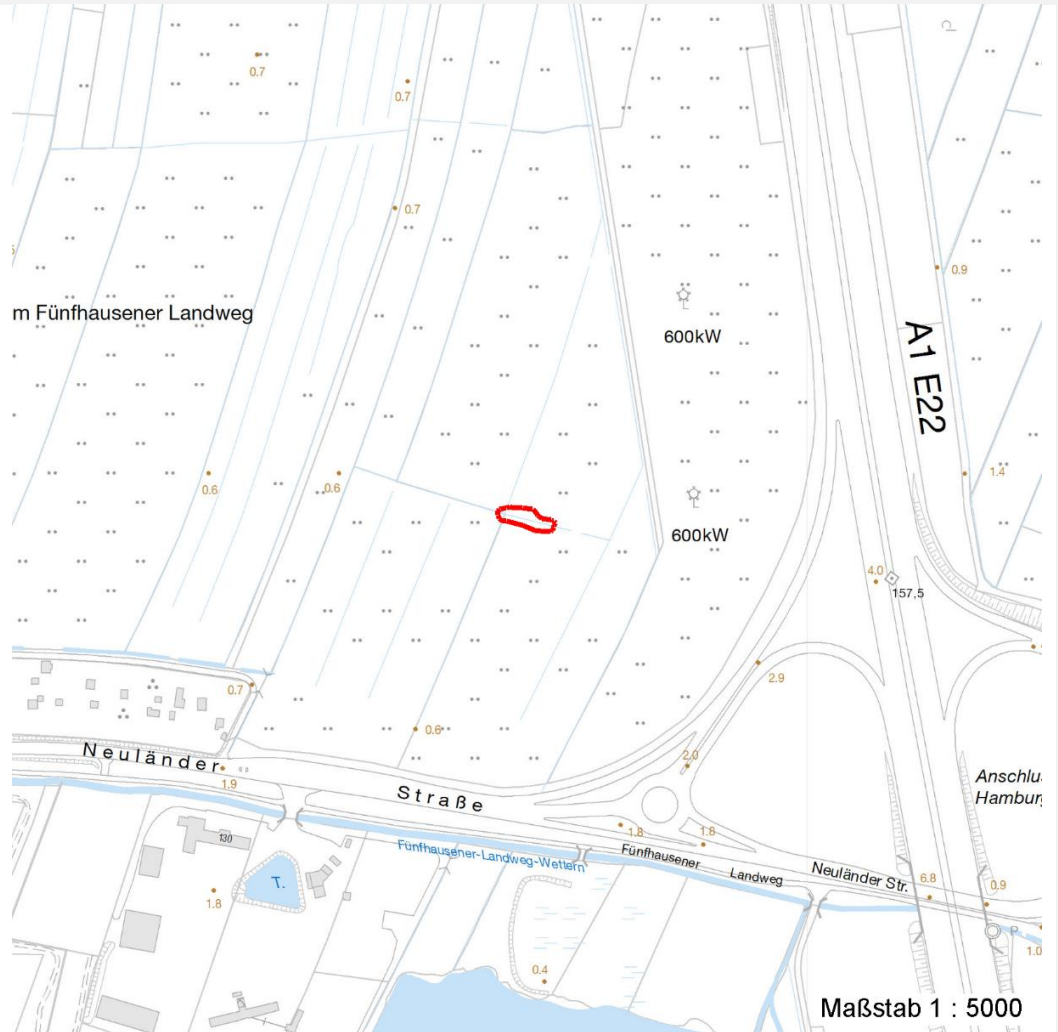 0.7
0.7
0.7
0.9
m Fünfhausener Landweg
600kW
A1 E22
1.4
0.6
0.6
600kW
4.0
157,5
2.9
0.7
0.6
2.0
Neuländer
1.9
Straße
Anschlus
Hamburg
1.8
1.8
130
Fünfhausener-Landweg-Wettern
Fünfhausener
Landweg
Neuländer Str.
T.
1.8
6.8
0.9
P.
1.0
0.4
Maßstab 1 : 5000